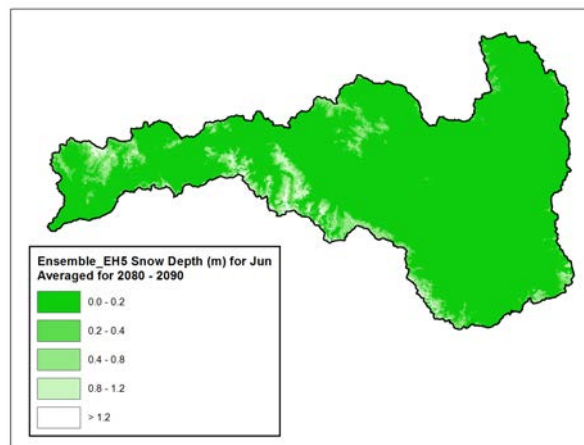 Ensemble_EH5 Snow Depth (m) for Jun
Averaged for 2080 - 2090
0.0 - 0.2
0.2 - 0.4
0.4 - 0.8
0.8 - 1.2
> 1.2